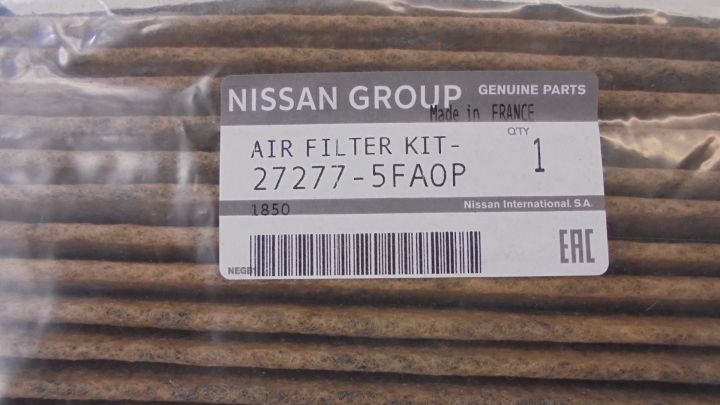 NISSAN GROUP GENUINE PARTS
Made in FRANCE
AIR FILTER KIT- Q'TY
27277-5FA0P 1
1850 Nissan International. S.A.
EAC